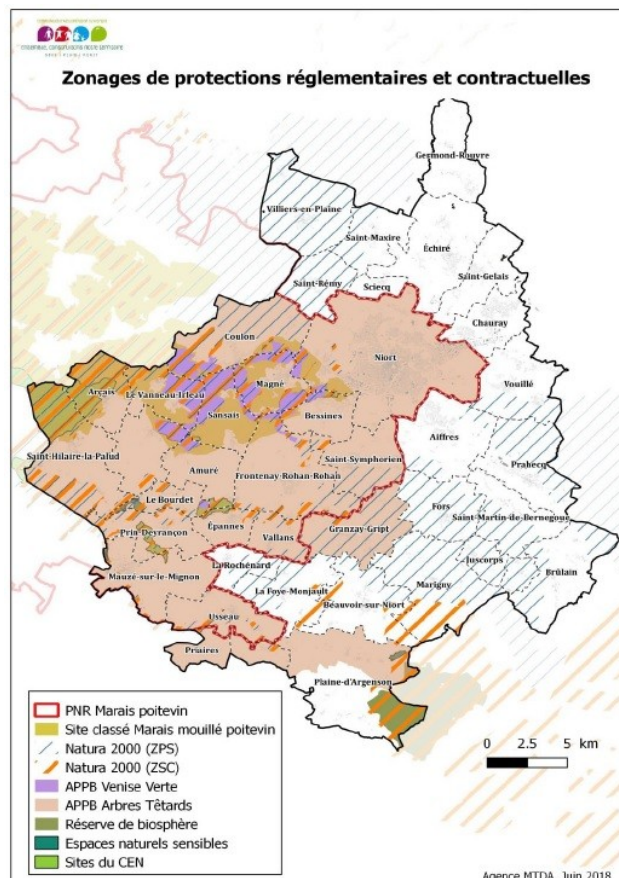 Zonages de protections réglementaires et contractuelles
Germond-Rouvre
Villiers-en-Plaine
Saint-Maxire
Échiré
Saint-Rémy
Sciecq
Saint-Gelais
Chauray
Coulon
Niort
Vouillé
Arçais
Le Vanneau-Irleau
Magné
Sansais
Bessines
Aiffres
Saint-Hilaire-la-Palud
Saint-Symphorien
Prahecq
Amuré
Frontenay-Rohan-Rohan
Le Bourdet
Fors
Saint-Martin-de-Bernegoue
Prin-Deyrançon
Épannes
Vallans
Granzay-Gript
La Rochénard
Juscorps
Brûlain
Mauzé-sur-le-Mignon
La Foye-Monjault
Marigny
Beauvoir-sur-Niort
Usseau
Priaires
Plaine-d'Argenson
PNR Marais poitevin
Site classé Marais mouillé poitevin
Natura 2000 (ZPS)
Natura 2000 (ZSC)
APPB Venise Verte
APPB Arbres Têtards
Réserve de biosphère
Espaces naturels sensibles
Sites du CEN
0 2.5 5 km
Agence MTDA, Juin 2018